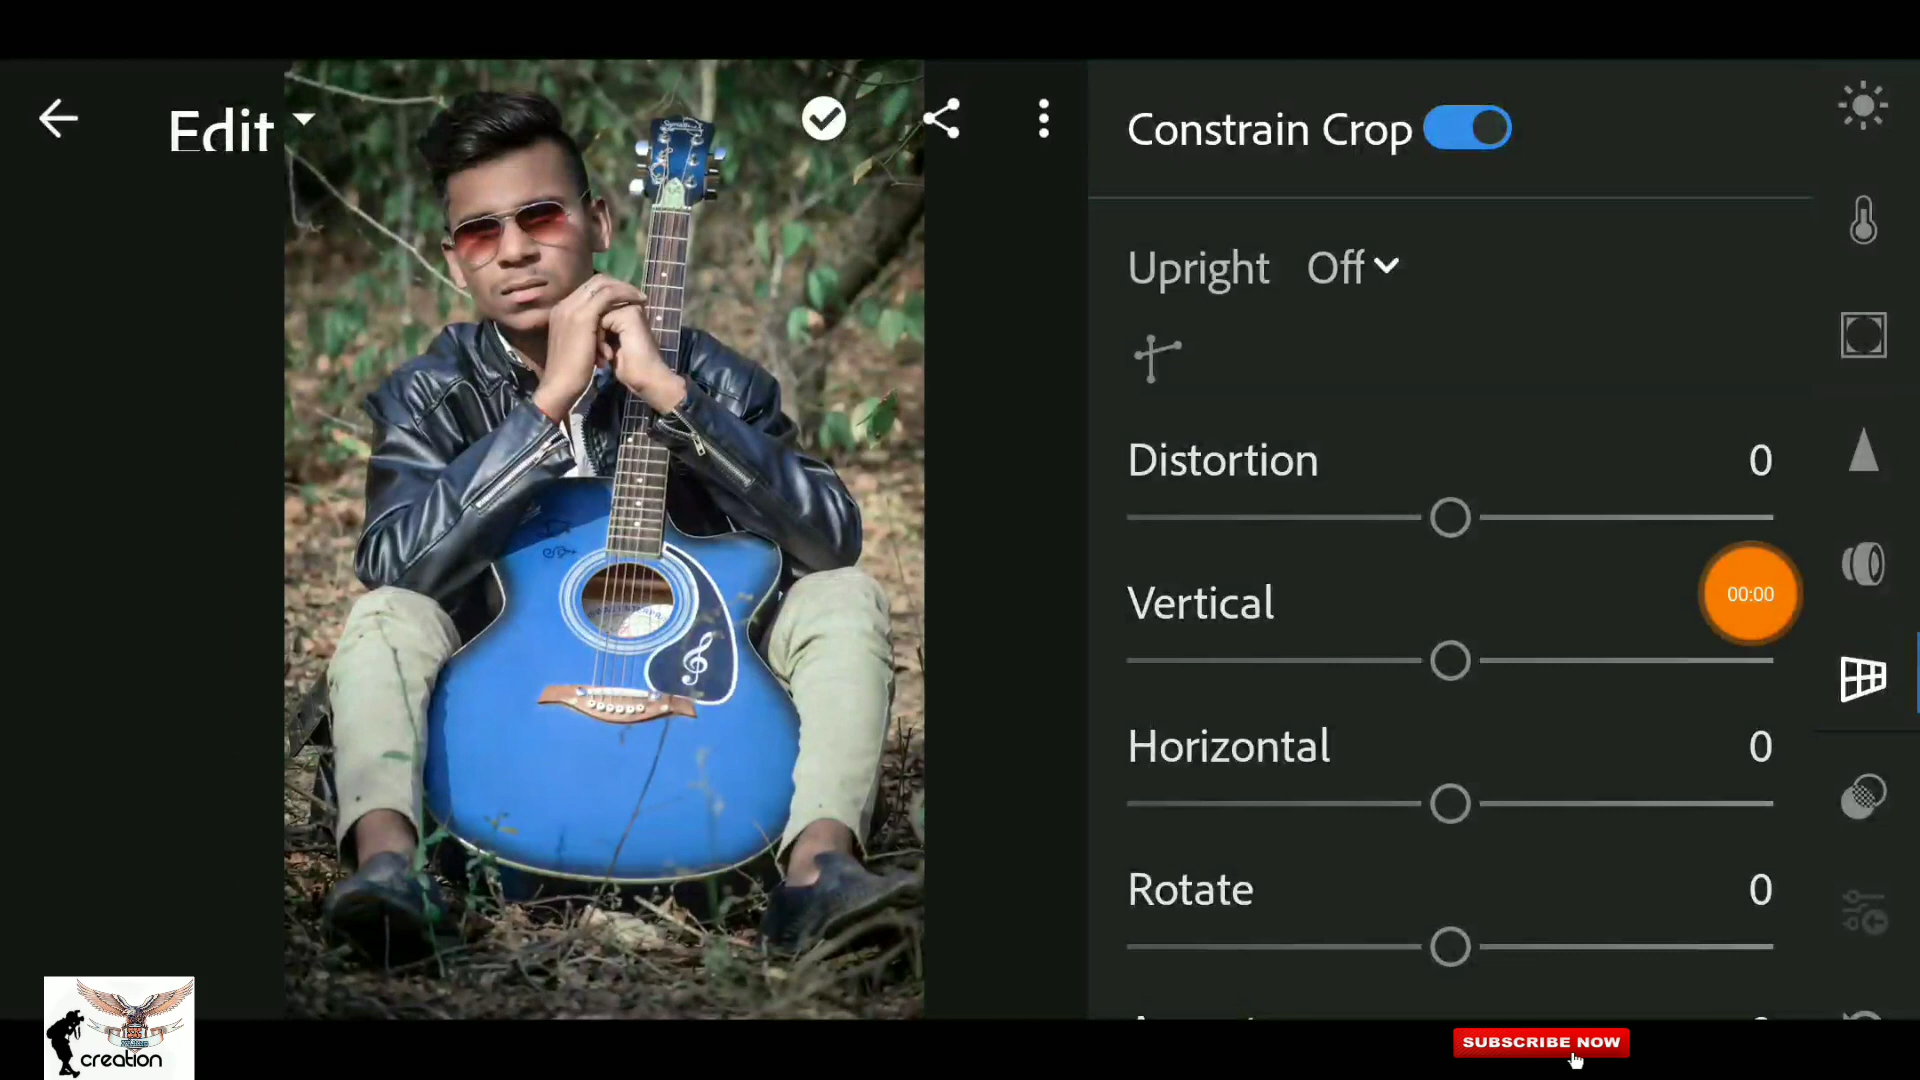 Edit
Constrain Crop
Upright Off
Distortion 0
Vertical
00:00
Horizontal 0
Rotate 0
creation
SUBSCRIBE NOW